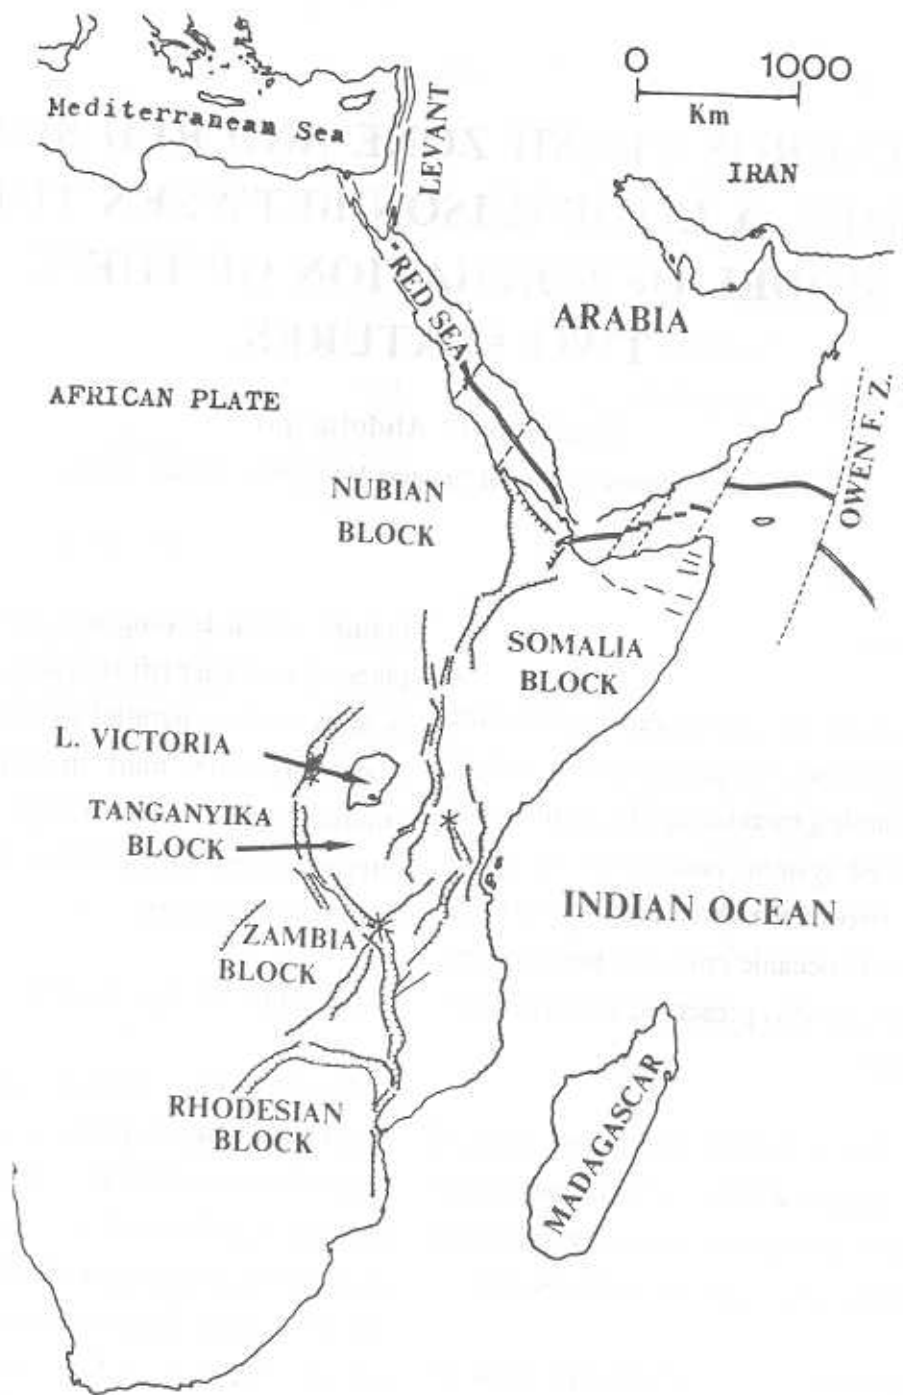 0 1000
Km
Mediterranean Sea
LEVANT
IRAN
RED SEA
ARABIA
AFRICAN PLATE
OWEN F. Z.
NUBIAN
BLOCK
SOMALIA
BLOCK
L. VICTORIA
TANGANYIKA
BLOCK
INDIAN OCEAN
ZAMBIA
BLOCK
MADAGASCAR
RHODESIAN
BLOCK